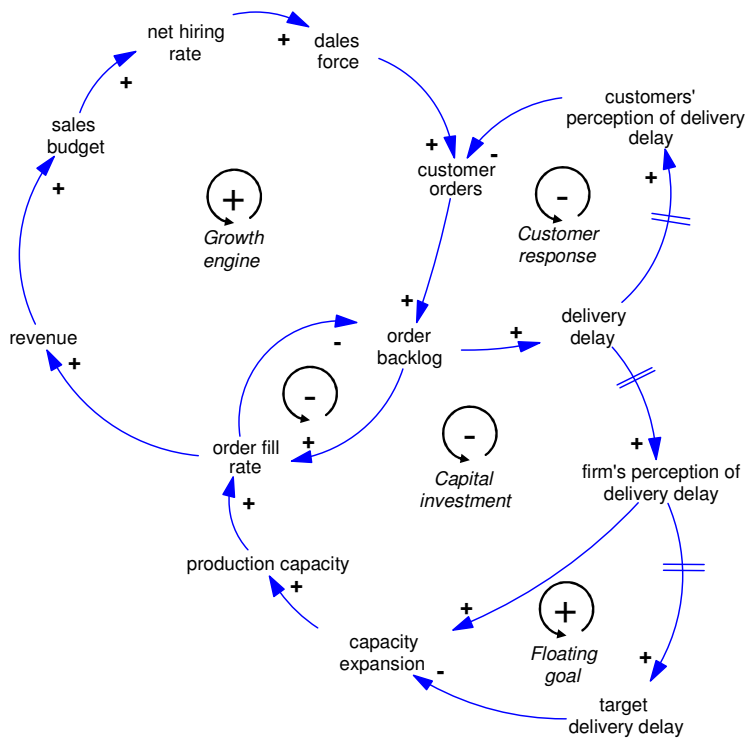 net hiring
rate
+
dales
force
+
sales
budget
+
customers'
perception of delivery
delay
+
-
customer
orders
+
+
Growth
engine
-
Customer
response
+
revenue
+
order
backlog
+
-
delivery
delay
+
-
+
order fill
rate
-
Capital
investment
+
firm's perception of
delivery delay
+
production capacity
+
+
capacity
expansion
-
+
Floating
goal
+
target
delivery delay